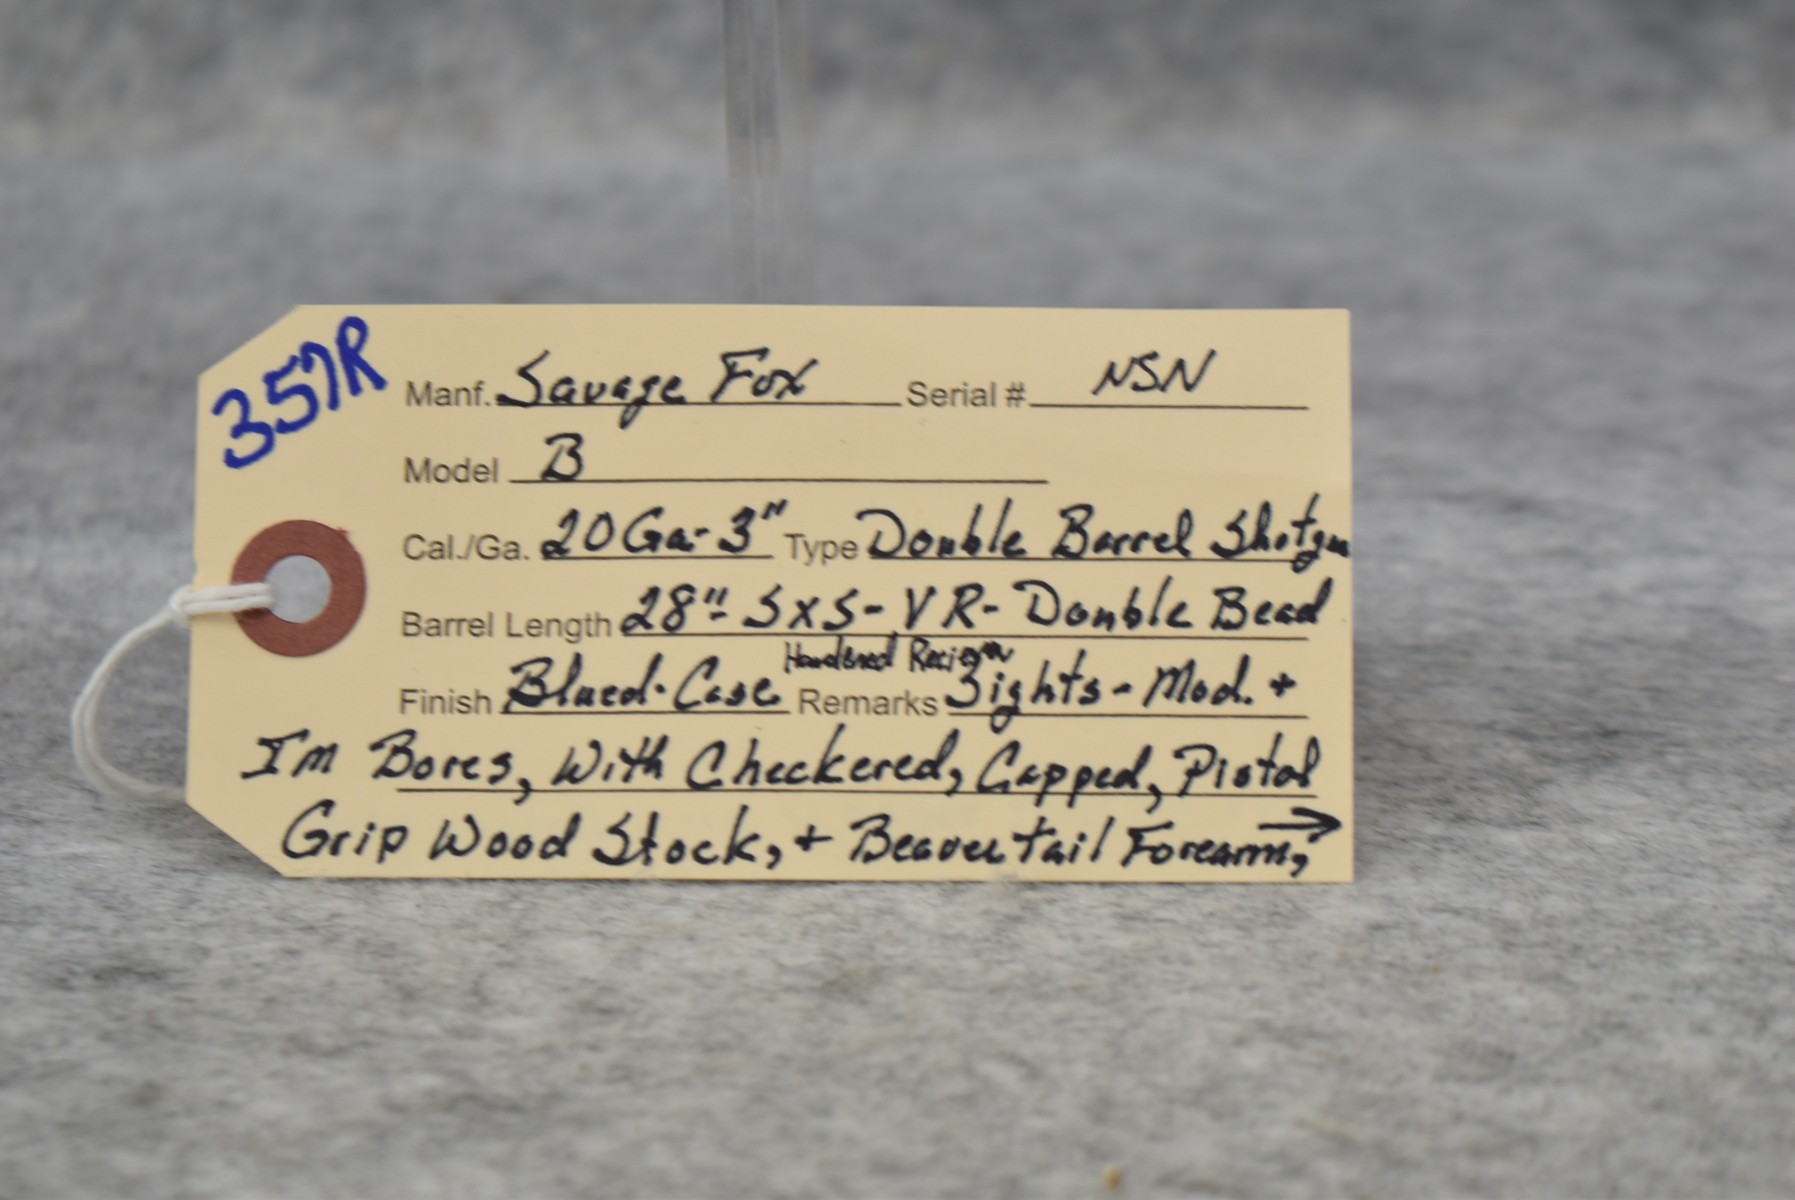 357R
Manf. Savage Fox Serial # NSN
Model B
Cal./Ga. 20 Ga- 3" Type Double Barrel Shotgun
Barrel Length 28"- SxS- VR- Double Bead
Hardened
Finish Blued. Case Remarks Sights - Mod. +
Im Bores, With Checkered, Capped, Pistol
Grip Wood Stock, + Beavertail Forearm, →